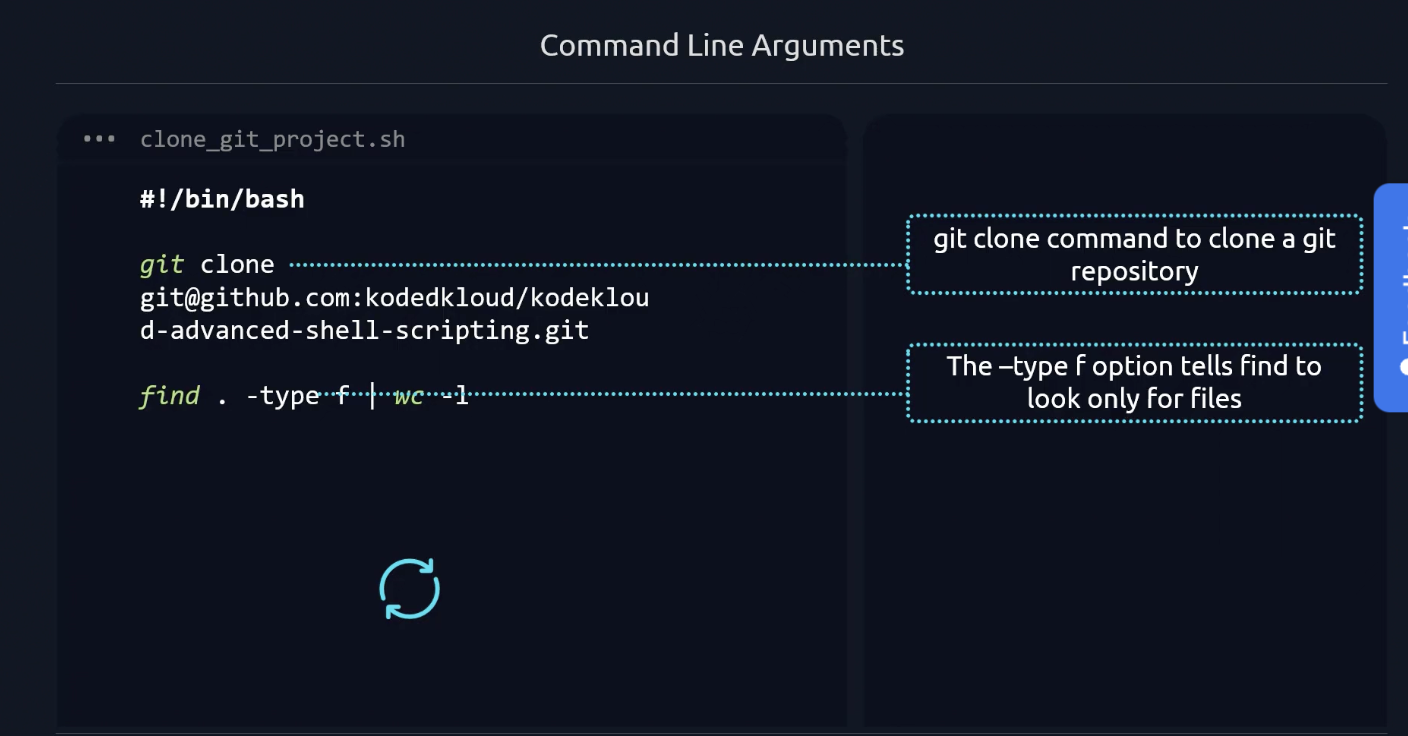 Command Line Arguments
clone_git_project.sh
#!/bin/bash
git clone
git@github.com:kodedkloud/kodeklou
d-advanced-shell-scripting.git
find . -type f | wc -l
git clone command to clone a git
repository
The –type f option tells find to
look only for files